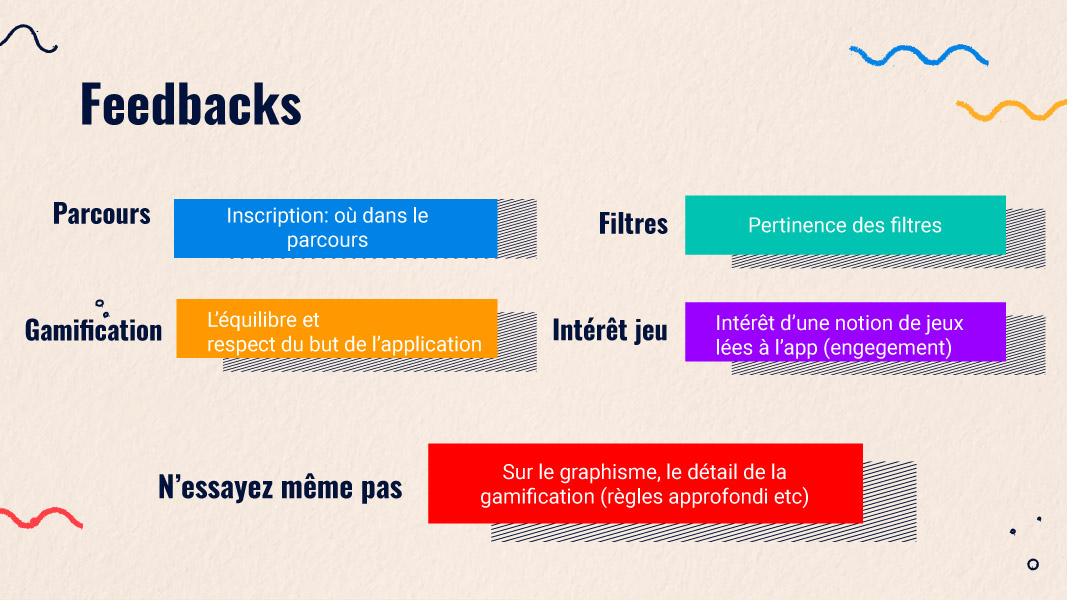 Feedbacks
Parcours
Inscription: où dans le
parcours
Filtres
Pertinence des filtres
Gamification
L’équilibre et
respect du but de l’application
Intérêt jeu
Intérêt d’une notion de jeux
lées à l’app (engegement)
N’essayez même pas
Sur le graphisme, le détail de la
gamification (règles approfondi etc)